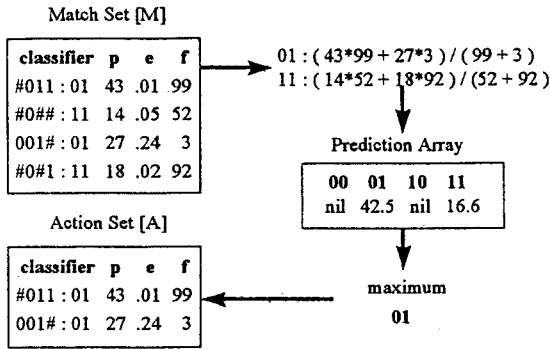 Match Set [M]
classifier p e f
#011 : 01 43 .01 99
#0## : 11 14 .05 52
001# : 01 27 .24 3
#0#1 : 11 18 .02 92
01 : ( 43*99 + 27*3 ) / ( 99 + 3 )
11 : ( 14*52 + 18*92 ) / (52 + 92 )
Prediction Array
00 01 10 11
nil 42.5 nil 16.6
maximum
01
Action Set [A]
classifier p e f
#011 : 01 43 .01 99
001# : 01 27 .24 3